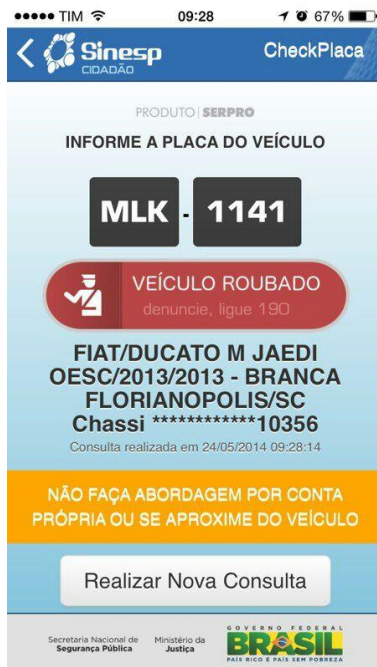 TIM 09:28 67%
Sinesp CheckPlaca
CIDADÃO
PRODUTO | SERPRO
INFORME A PLACA DO VEÍCULO
MLK - 1141
VEÍCULO ROUBADO
denuncie, ligue 190
FIAT/DUCATO M JAEDI
OESC/2013/2013 - BRANCA
FLORIANOPOLIS/SC
Chassi ************10356
Consulta realizada em 24/05/2014 09:28:14
NÃO FAÇA ABORDAGEM POR CONTA
PRÓPRIA OU SE APROXIME DO VEÍCULO
Realizar Nova Consulta
Secretaria Nacional de
Segurança Pública
Ministério da
Justiça
GOVERNO FEDERAL
BRASIL
PAÍS RICO É PAÍS SEM POBREZA